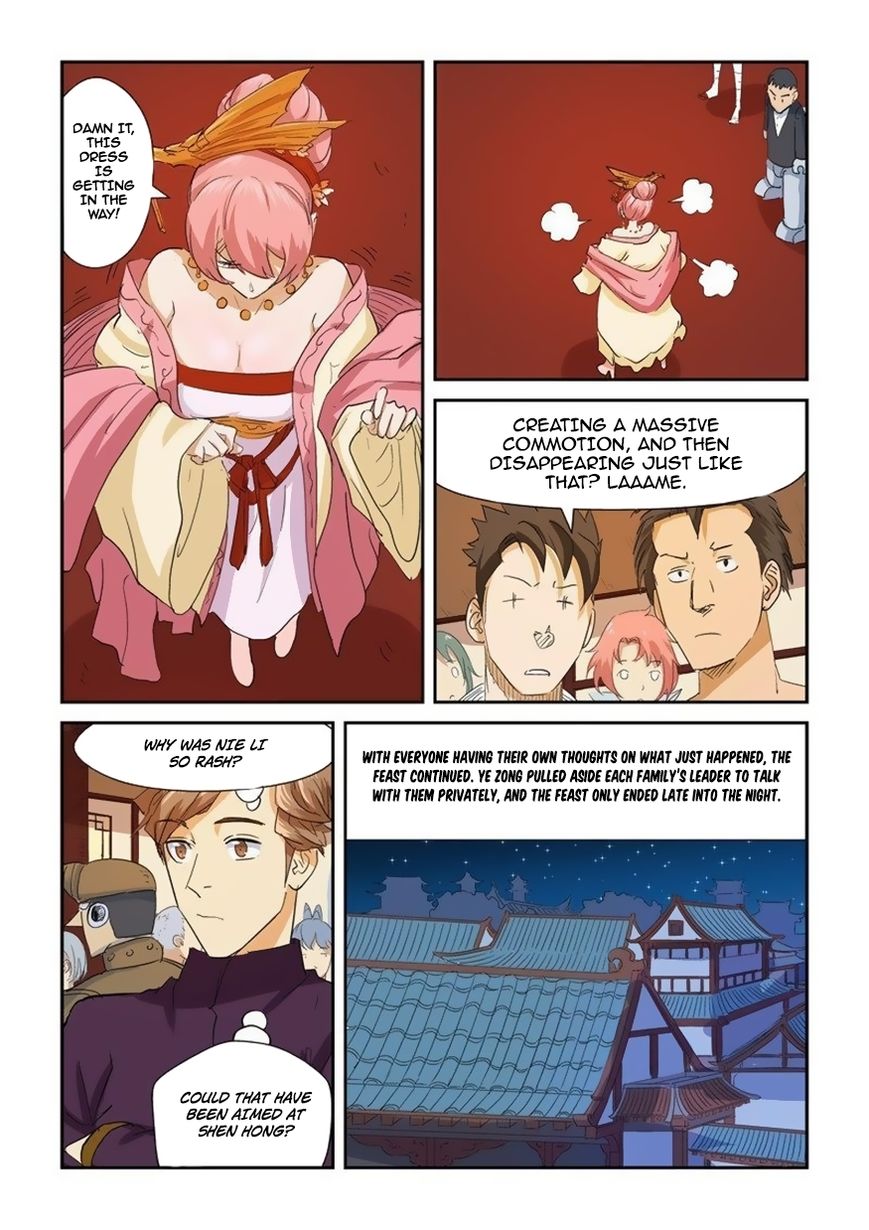 DAMN IT,
THIS
DRESS
IS
GETTING
IN THE
WAY!
CREATING A MASSIVE
COMMOTION, AND THEN
DISAPPEARING JUST LIKE
THAT? LAAAME.
WHY WAS NIE LI
SO RASH?
COULD THAT HAVE
BEEN AIMED AT
SHEN HONG?
WITH EVERYONE HAVING THEIR OWN THOUGHTS ON WHAT JUST HAPPENED, THE
FEAST CONTINUED. YE ZONG PULLED ASIDE EACH FAMILY'S LEADER TO TALK
WITH THEM PRIVATELY, AND THE FEAST ONLY ENDED LATE INTO THE NIGHT.